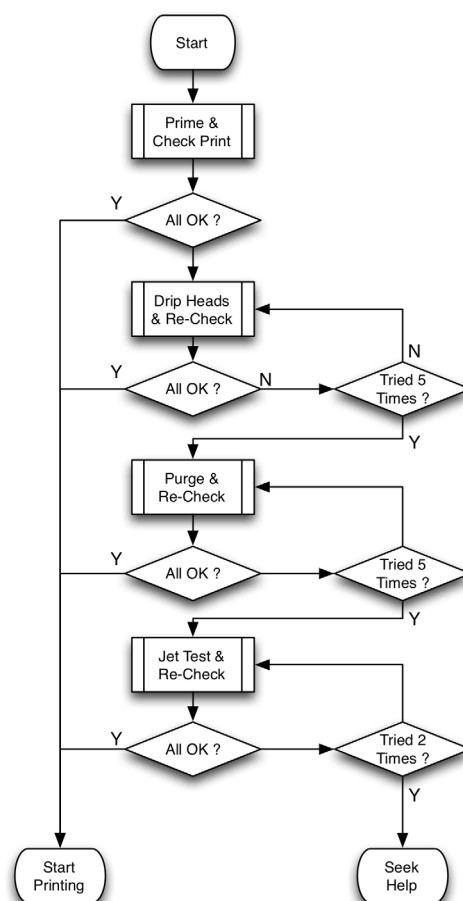 Start
Prime &
Check Print
Y
All OK ?
Drip Heads
& Re-Check
N
Y
All OK ?
N
Tried 5
Times ?
Y
Purge &
Re-Check
Y
All OK ?
Tried 5
Times ?
Y
Jet Test &
Re-Check
Y
All OK ?
Tried 2
Times ?
Y
Start
Printing
Seek
Help